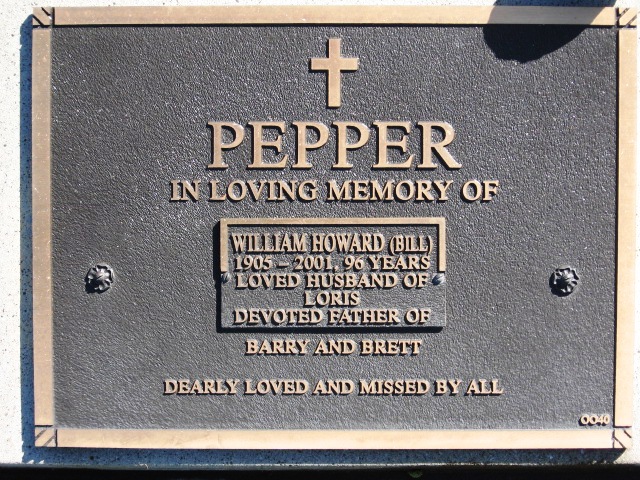 PEPPER
IN LOVING MEMORY OF
WILLIAM HOWARD (BILL)
1905 – 2001, 96 YEARS
LOVED HUSBAND OF
LORIS
DEVOTED FATHER OF
BARRY AND BRETT
DEARLY LOVED AND MISSED BY ALL